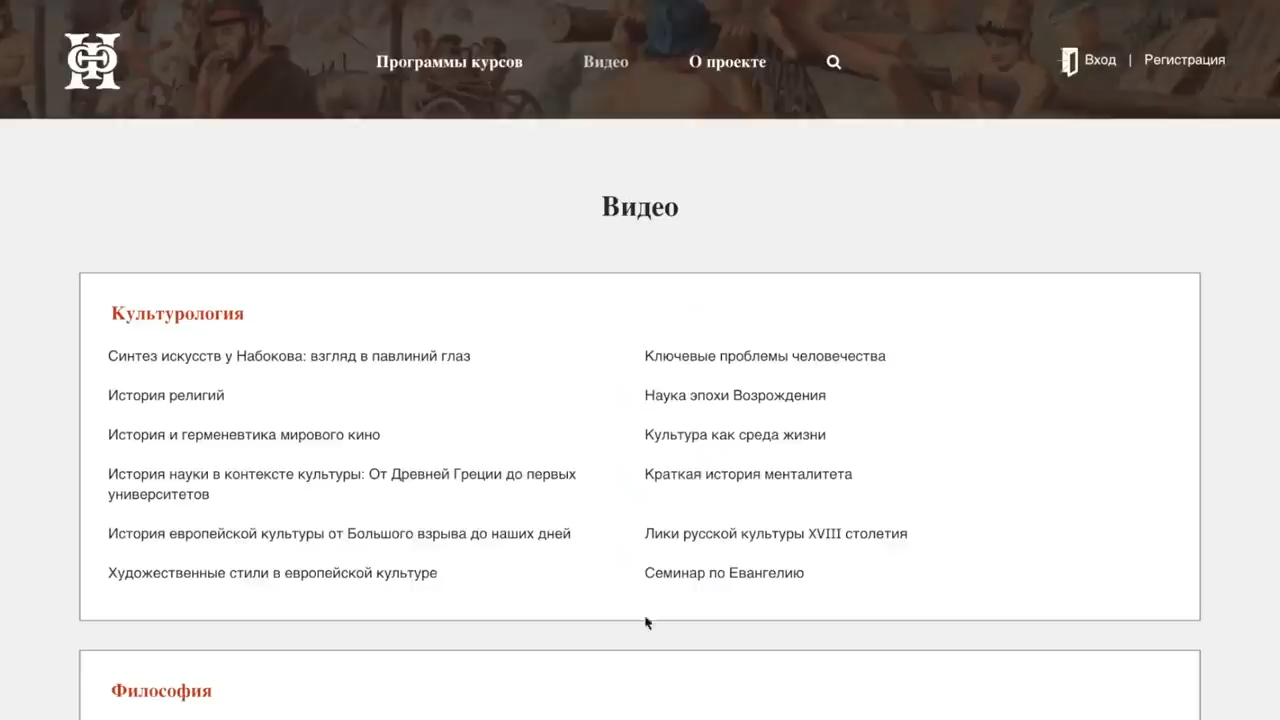 Программы курсов
Видео
О проекте
Вход | Регистрация
Видео
Культурология
Синтез искусств у Набокова: взгляд в павлиний глаз
Ключевые проблемы человечества
История религий
Наука эпохи Возрождения
История и герменевтика мирового кино
Культура как среда жизни
История науки в контексте культуры: От Древней Греции до первых
университетов
Краткая история менталитета
История европейской культуры от Большого взрыва до наших дней
Лики русской культуры XVIII столетия
Художественные стили в европейской культуре
Семинар по Евангелию
Философия